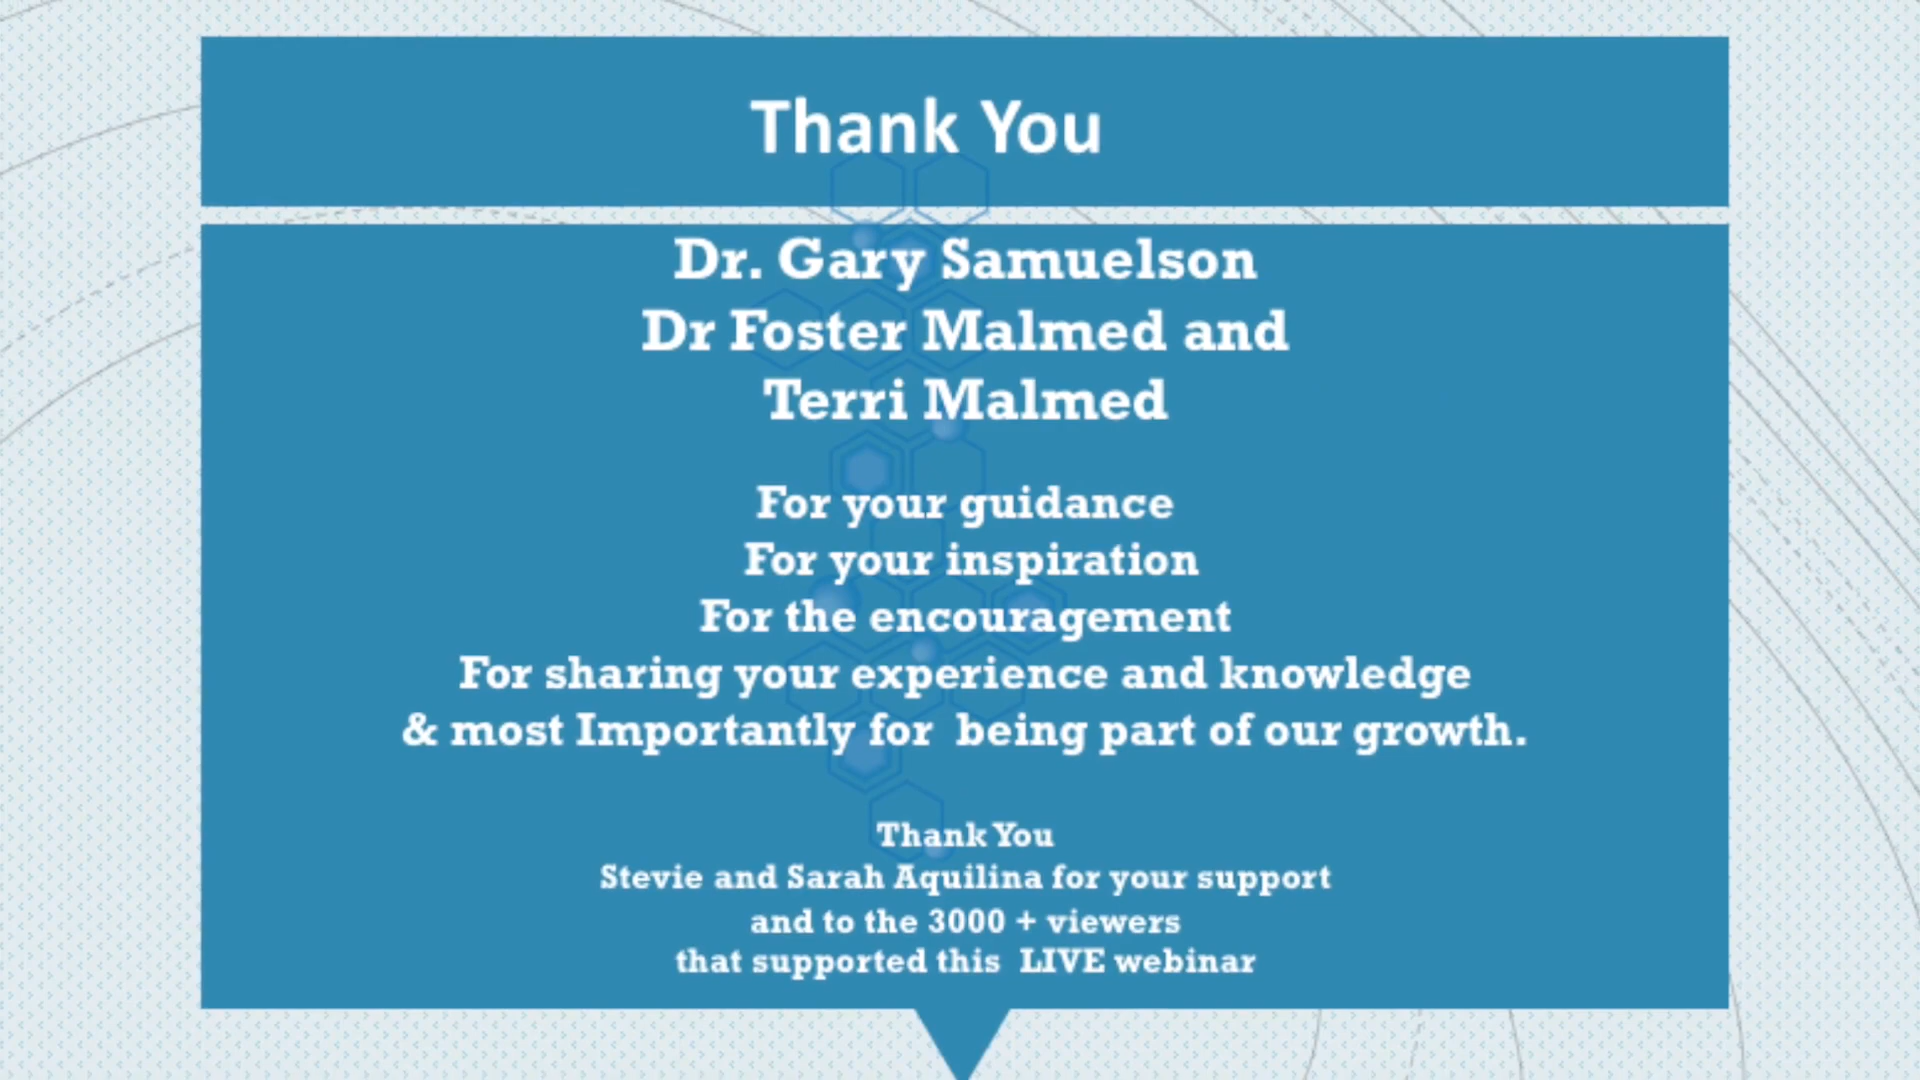 Thank You
Dr. Gary Samuelson
Dr Foster Malmed and
Terri Malmed
For your guidance
For your inspiration
For the encouragement
For sharing your experience and knowledge
& most Importantly for being part of our growth.
Thank You
Stevie and Sarah Aquilina for your support
and to the 3000 + viewers
that supported this LIVE webinar